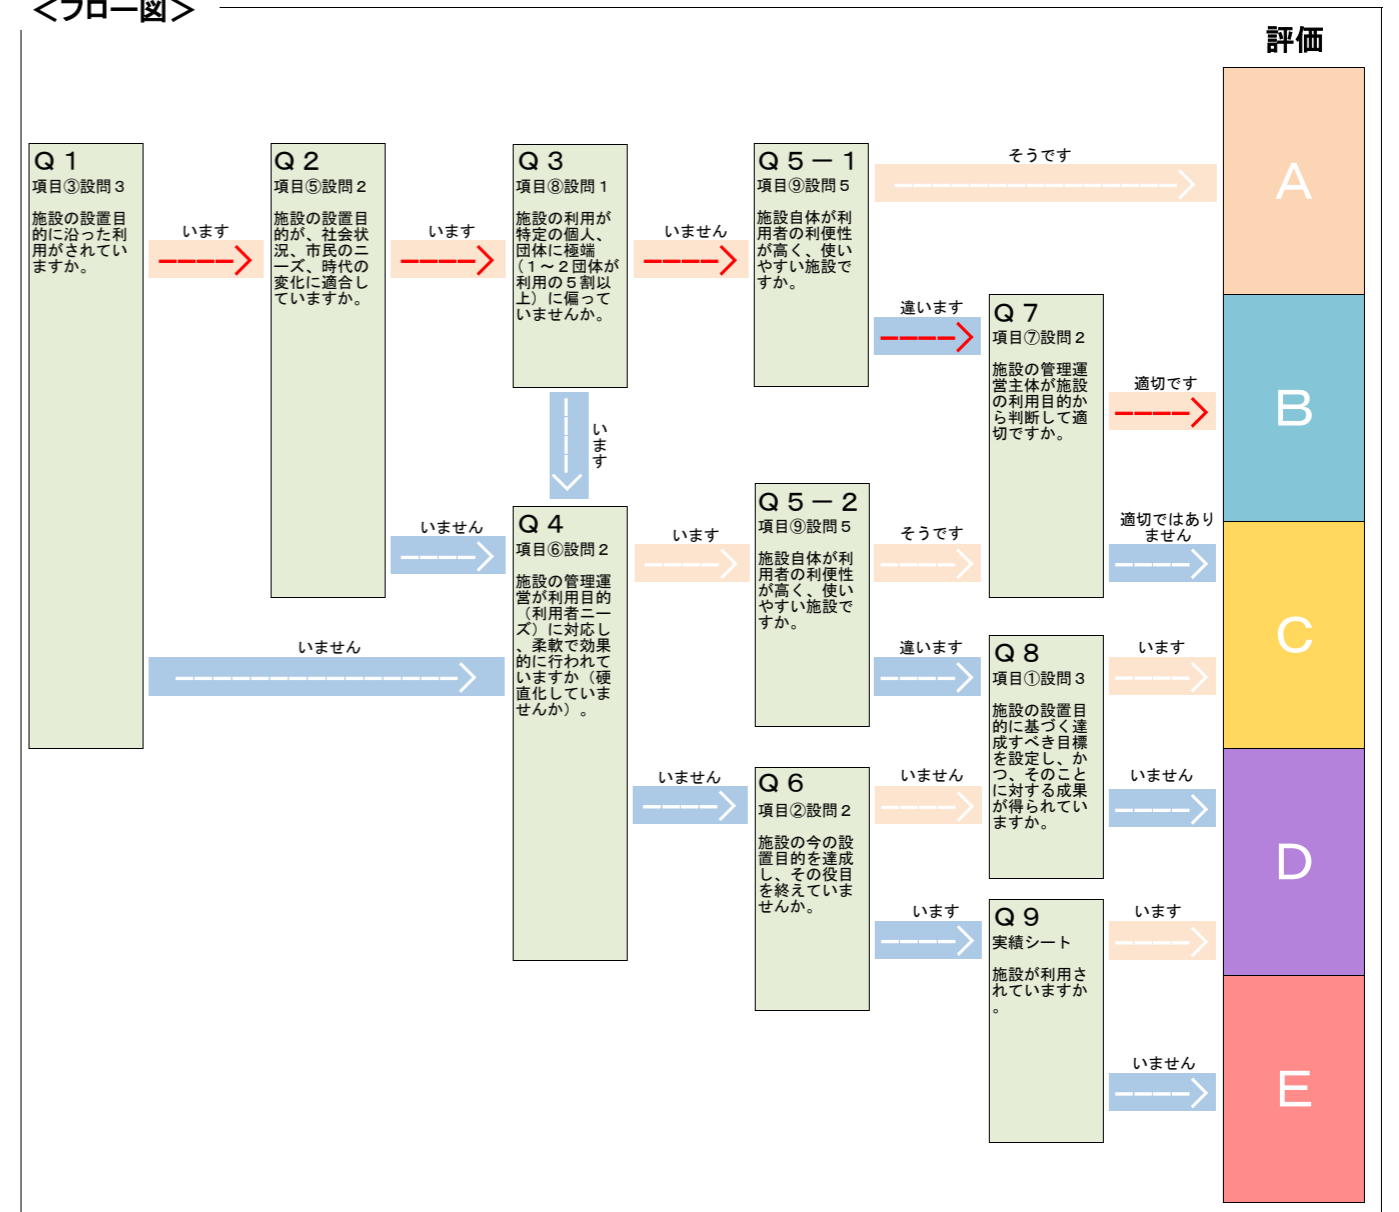 ＜フロー図＞
評価
Ｑ１
項目③設問３
施設の設置目
的に沿った利
用がされてい
ますか。
います
いません
Ｑ２
項目⑤設問２
施設の設置目
的が、社会状
況、市民のニ
ーズ、時代の
変化に適合し
ていますか。
います
いません
Ｑ３
項目⑧設問１
施設の利用が
特定の個人、
団体に極端
（１～２団体が
利用の５割以
上）に偏って
いませんか。
いません
います
Ｑ４
項目⑥設問２
施設の管理運
営が利用目的
（利用者ニー
ズ）に対応し
、柔軟で効果
的に行われて
いますか（硬
直化していま
せんか）。
います
いません
Ｑ５－１
項目⑨設問５
施設自体が利
用者の利便性
が高く、使い
やすい施設で
すか。
そうです
違います
Ｑ５－２
項目⑨設問５
施設自体が利
用者の利便性
が高く、使い
やすい施設で
すか。
そうです
違います
Ｑ６
項目②設問２
施設の今の設
置目的を達成
し、その役目
を終えていま
せんか。
いません
います
Ｑ７
項目⑦設問２
施設の管理運
営主体が施設
の利用目的か
ら判断して適
切ですか。
適切です
適切ではあり
ません
Ｑ８
項目①設問３
施設の設置目
的に基づく達
成すべき目標
を設定し、か
つ、そのこと
に対する成果
が得られてい
ますか。
います
いません
Ｑ９
実績シート
施設が利用さ
れていますか
。
います
いません
Ａ
Ｂ
Ｃ
Ｄ
Ｅ